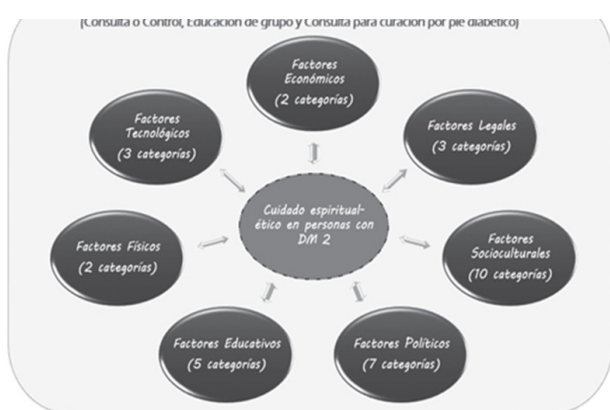 (Consulta o Control, Educación de grupo y Consulta para curación por pie diabético)
Factores
Económicos
(2 categorías)
Factores
Tecnológicos
(3 categorías)
Factores Legales
(3 categorías)
Cuidado espiritual-
ético en personas con
DM 2
Factores Físicos
(2 categorías)
Factores
Socioculturales
(10 categorías)
Factores Educativos
(5 categorías)
Factores Políticos
(7 categorías)